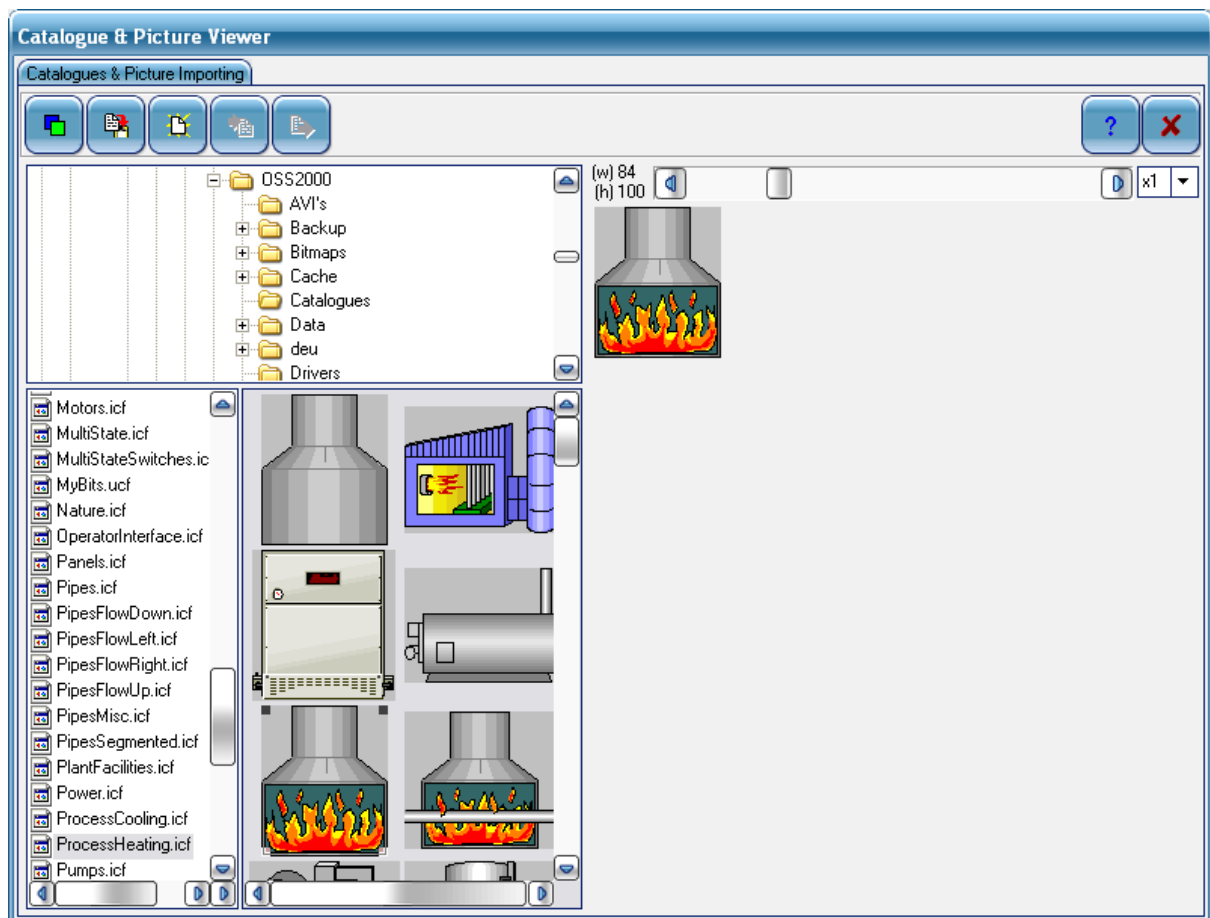 Catalogue & Picture Viewer
Catalogues & Picture Importing
?
(w) 84
(h) 100
x1
OSS2000
AVI's
Backup
Bitmaps
Cache
Catalogues
Data
deu
Drivers
Motors.icf
MultiState.icf
MultiStateSwitches.ic
MyBits.ucf
Nature.icf
OperatorInterface.icf
Panels.icf
Pipes.icf
PipesFlowDown.icf
PipesFlowLeft.icf
PipesFlowRight.icf
PipesFlowUp.icf
PipesMisc.icf
PipesSegmented.icf
PlantFacilities.icf
Power.icf
ProcessCooling.icf
ProcessHeating.icf
Pumps.icf